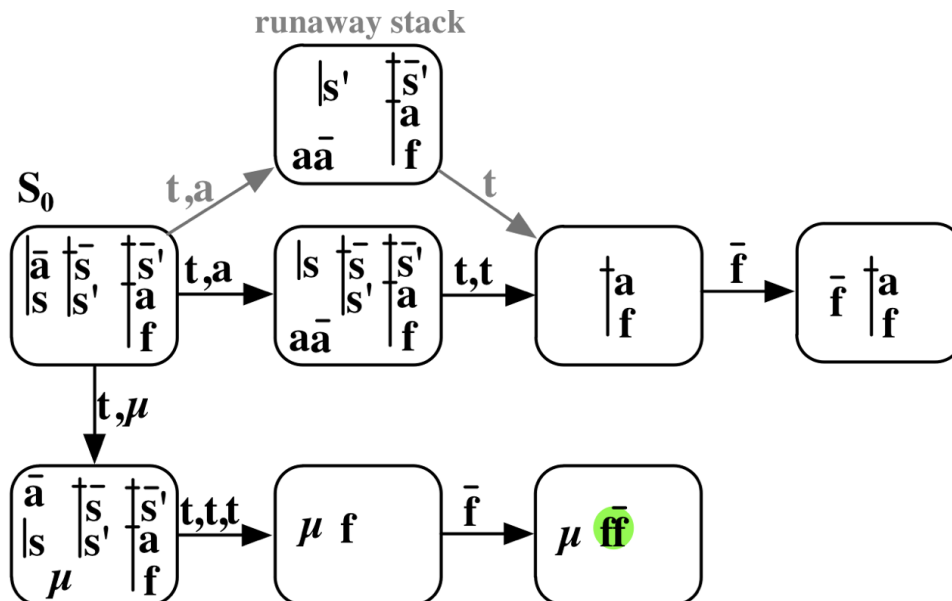 runaway stack
|s' ‡s̄'
a
aā f
S₀
t,a
t
|ā †s̄ †s̄'
s s' †a
f
t,a
|s †s̄ †s̄'
s' †a
aā f
t,t
†a
f
f̄
f̄ †a
f
t,μ
ā †s̄ †s̄'
|s s' †a
μ f
t,t,t
μ f
f̄
μ ff̄